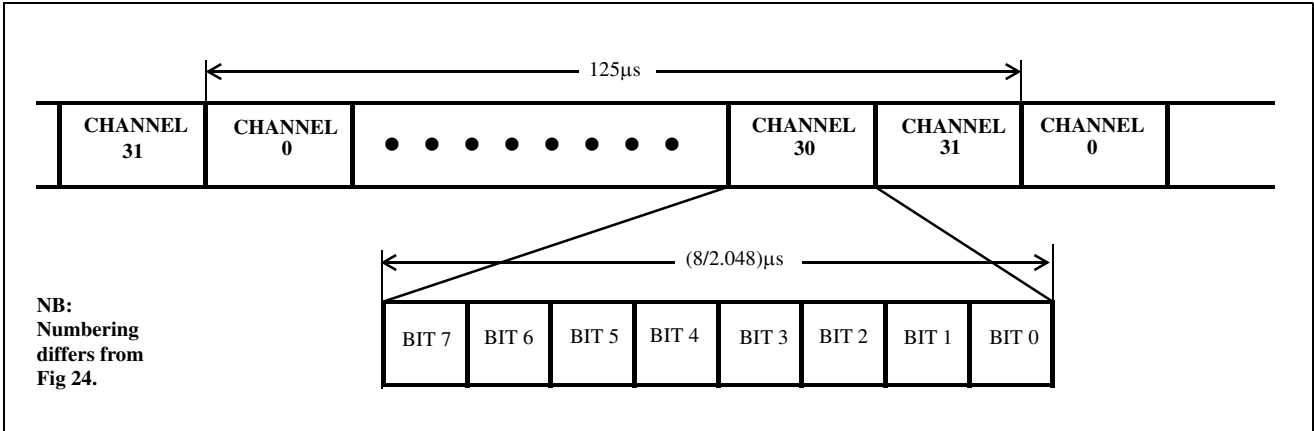 125μs
CHANNEL 31
CHANNEL 0
CHANNEL 30
CHANNEL 31
CHANNEL 0
(8/2.048)μs
BIT 7 BIT 6 BIT 5 BIT 4 BIT 3 BIT 2 BIT 1 BIT 0
NB:
Numbering
differs from
Fig 24.